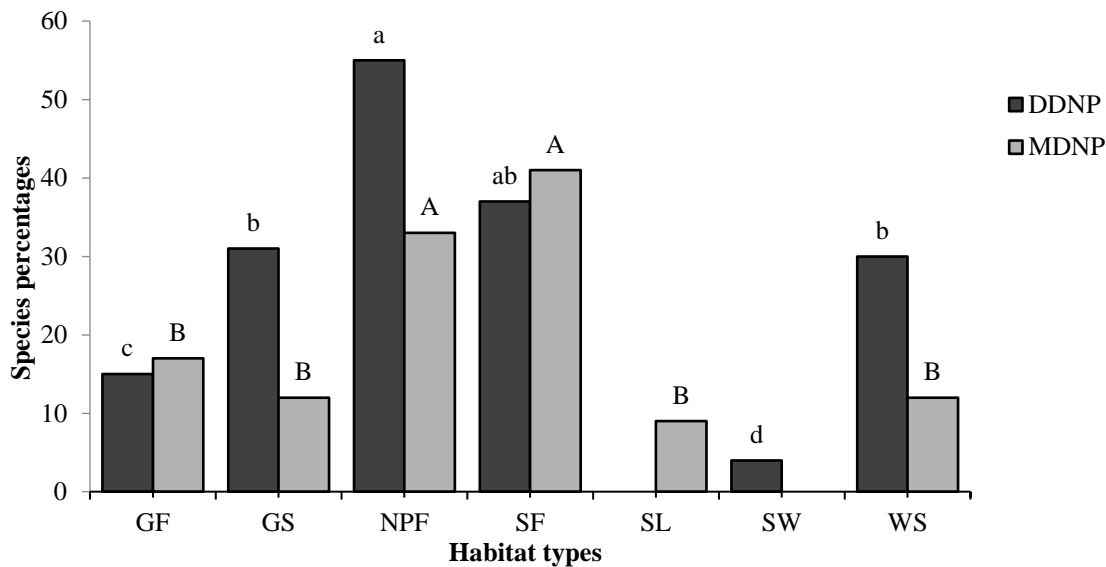 60
50
40
30
20
10
0
Species percentages
a
b
c
B
B
A
ab
A
B
d
b
B
GF GS NPF SF SL SW WS
Habitat types
DDNP
MDNP